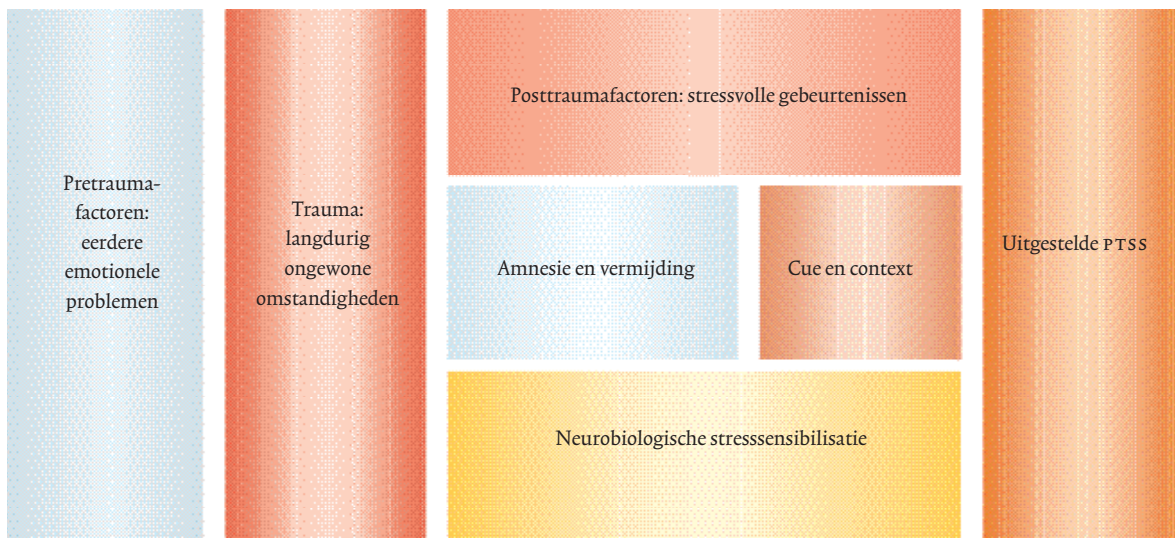 Pretrauma-
factoren:
eerdere
emotionele
problemen
Trauma:
langdurig
ongewone
omstandigheden
Posttraumafactoren: stressvolle gebeurtenissen
Amnesie en vermijding
Cue en context
Neurobiologische stresssensibilisatie
Uitgestelde PTSS